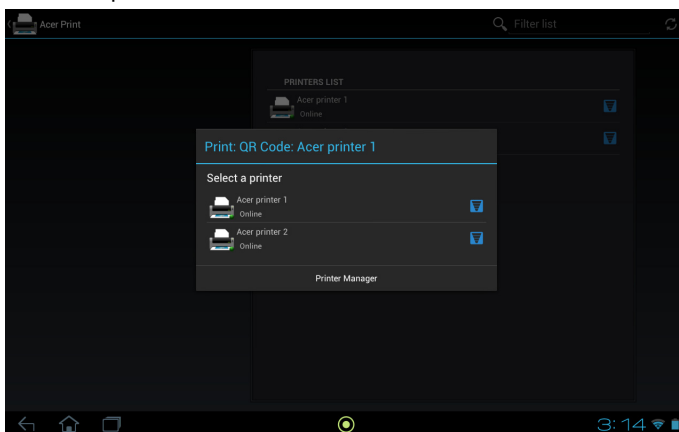 Acer Print
Filter list
PRINTERS LIST
Acer printer 1
Online
Print: QR Code: Acer printer 1
Select a printer
Acer printer 1
Online
Acer printer 2
Online
Printer Manager
3:14